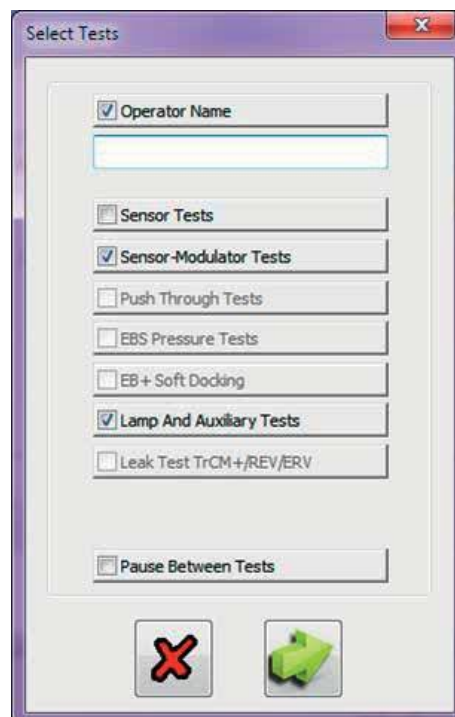 Select Tests
Operator Name
Sensor Tests
Sensor-Modulator Tests
Push Through Tests
EBS Pressure Tests
EB+ Soft Docking
Lamp And Auxiliary Tests
Leak Test TrCM+/REV/ERV
Pause Between Tests